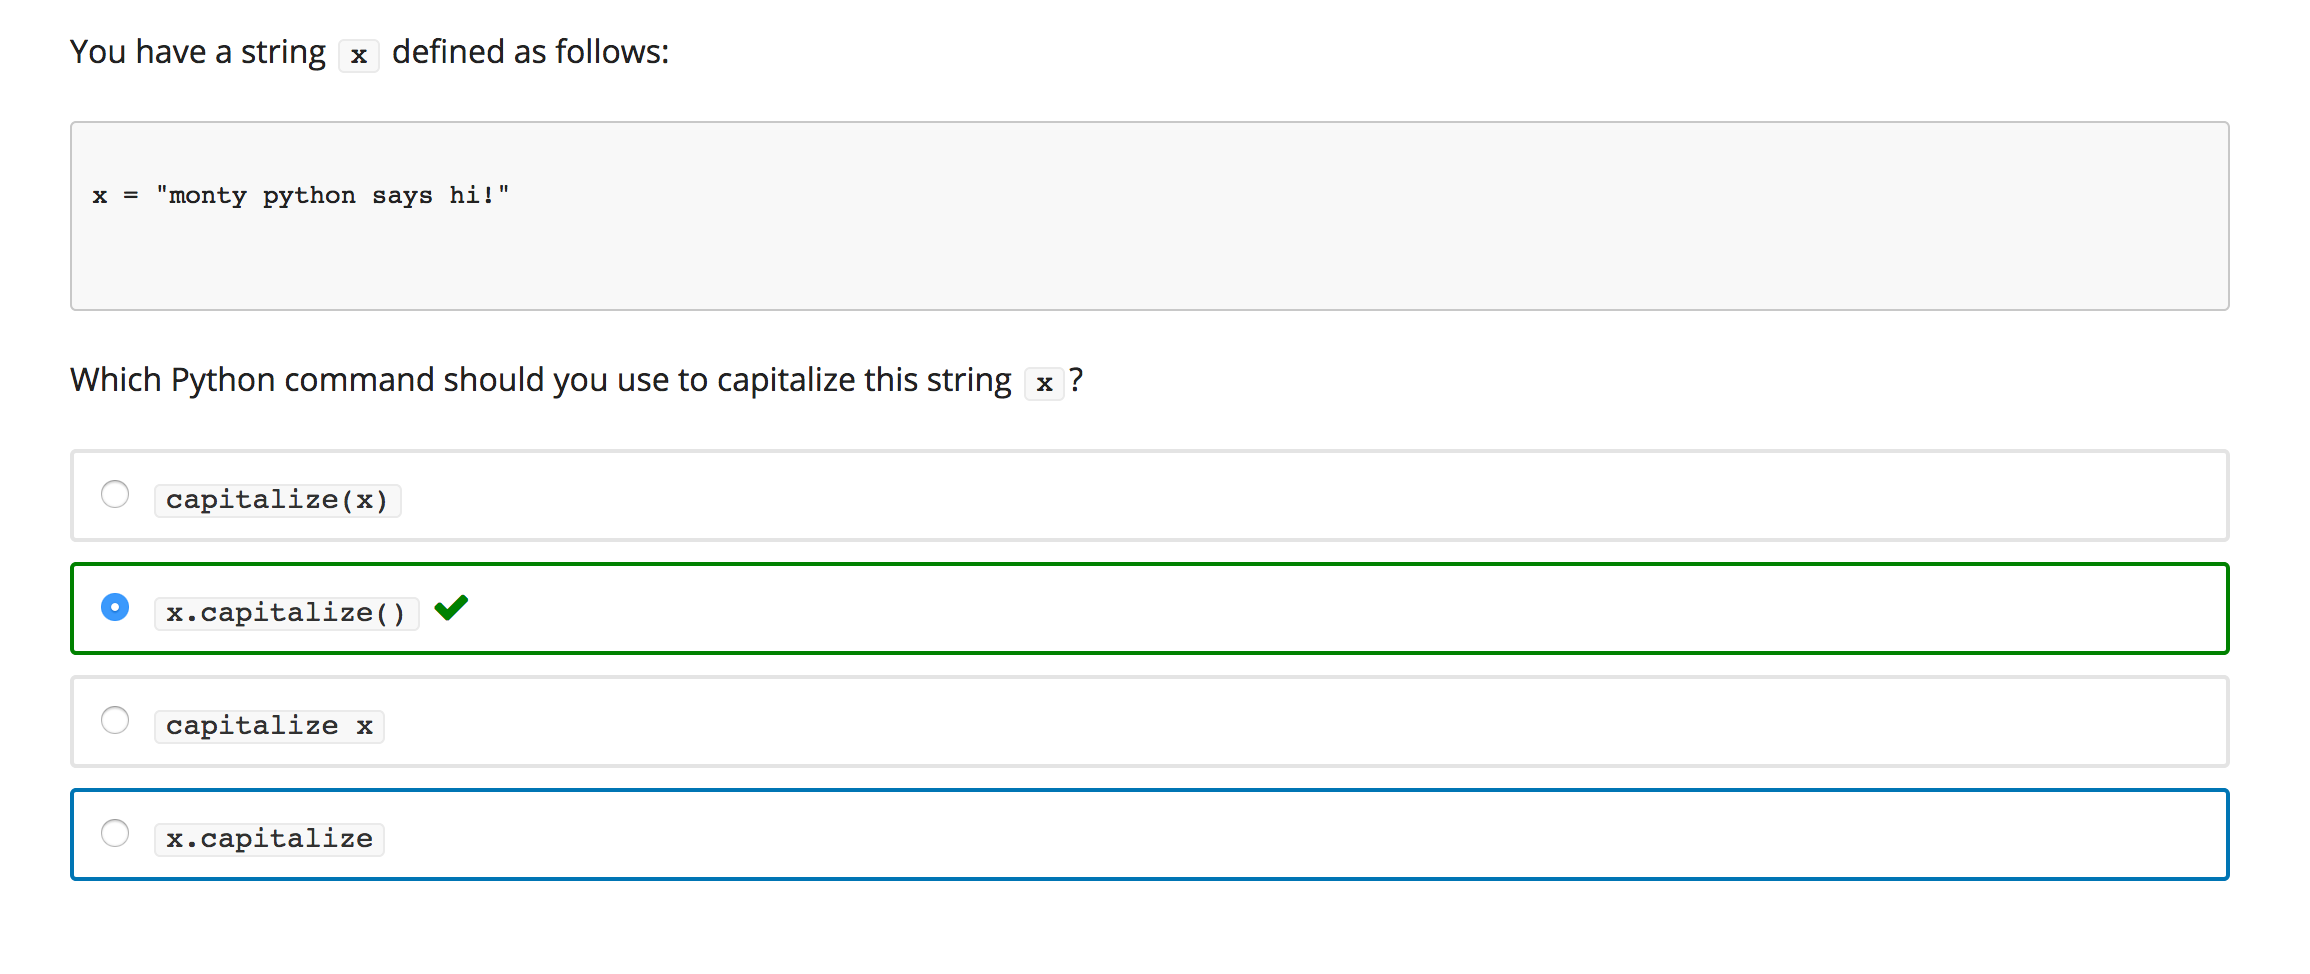 You have a string x defined as follows:
x = "monty python says hi!"
Which Python command should you use to capitalize this string x ?
capitalize(x)
x.capitalize()
capitalize x
x.capitalize